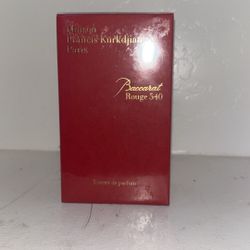 Maison
Francis Kurkdjian
Paris
Baccarat
Rouge 540
Extrait de parfum